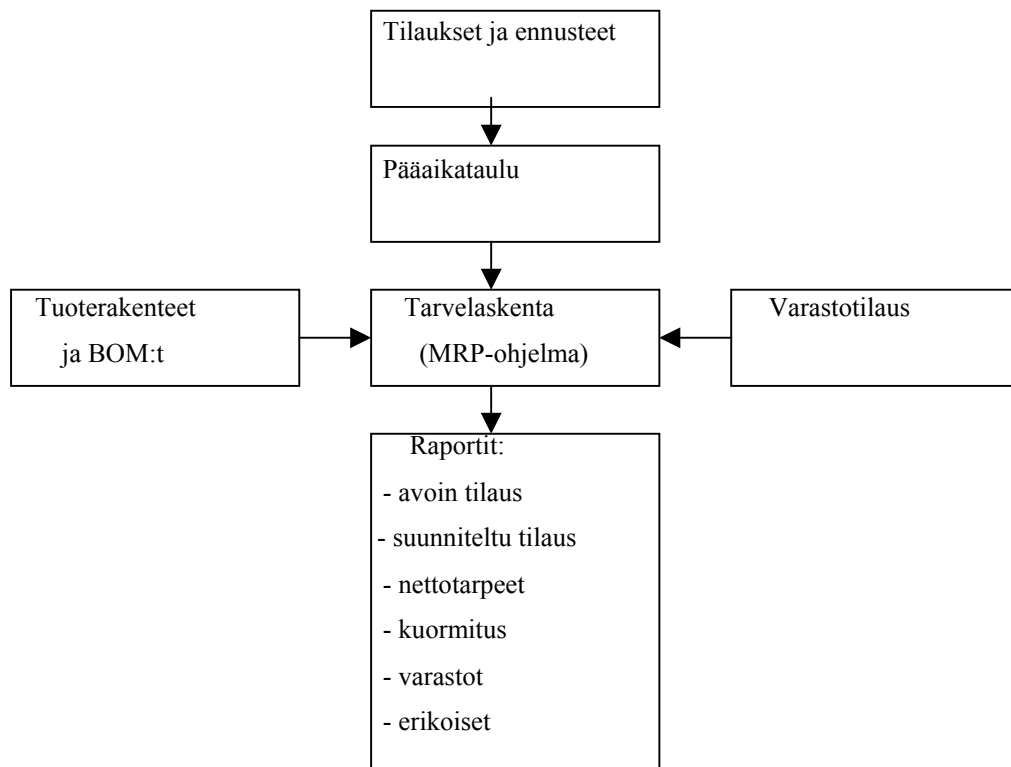 Tilaukset ja ennusteet
Pääaikataulu
Tuoterakenteet
ja BOM:t
Tarvelaskenta
(MRP-ohjelma)
Varastotilaus
Raportit:
- avoin tilaus
- suunniteltu tilaus
- nettotarpeet
- kuormitus
- varastot
- erikoiset